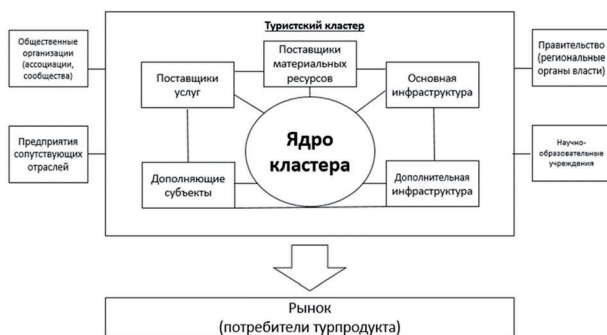 Туристский кластер
Общественные
организации
(ассоциации,
сообщества)
Поставщики
материальных
ресурсов
Правительство
(региональные
органы власти)
Поставщики
услуг
Основная
инфраструктура
Ядро
кластера
Предприятия
сопутствующих
отраслей
Научно-
образовательные
учреждения
Дополняющие
субъекты
Дополнительная
инфраструктура
Рынок
(потребители турпродукта)